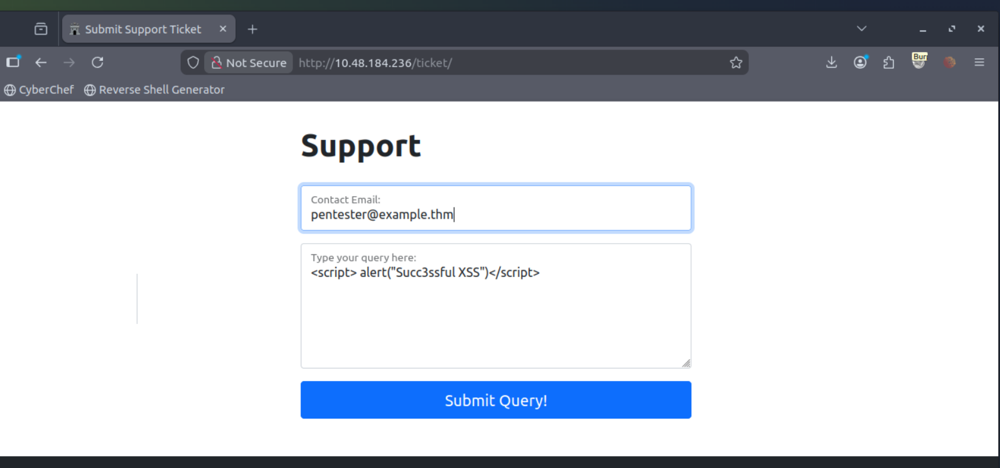 Submit Support Ticket
Not Secure http://10.48.184.236/ticket/
Bur
CyberChef Reverse Shell Generator
Support
Contact Email:
pentester@example.thm
Type your query here:
<script> alert("Succ3ssful XSS")</script>
Submit Query!